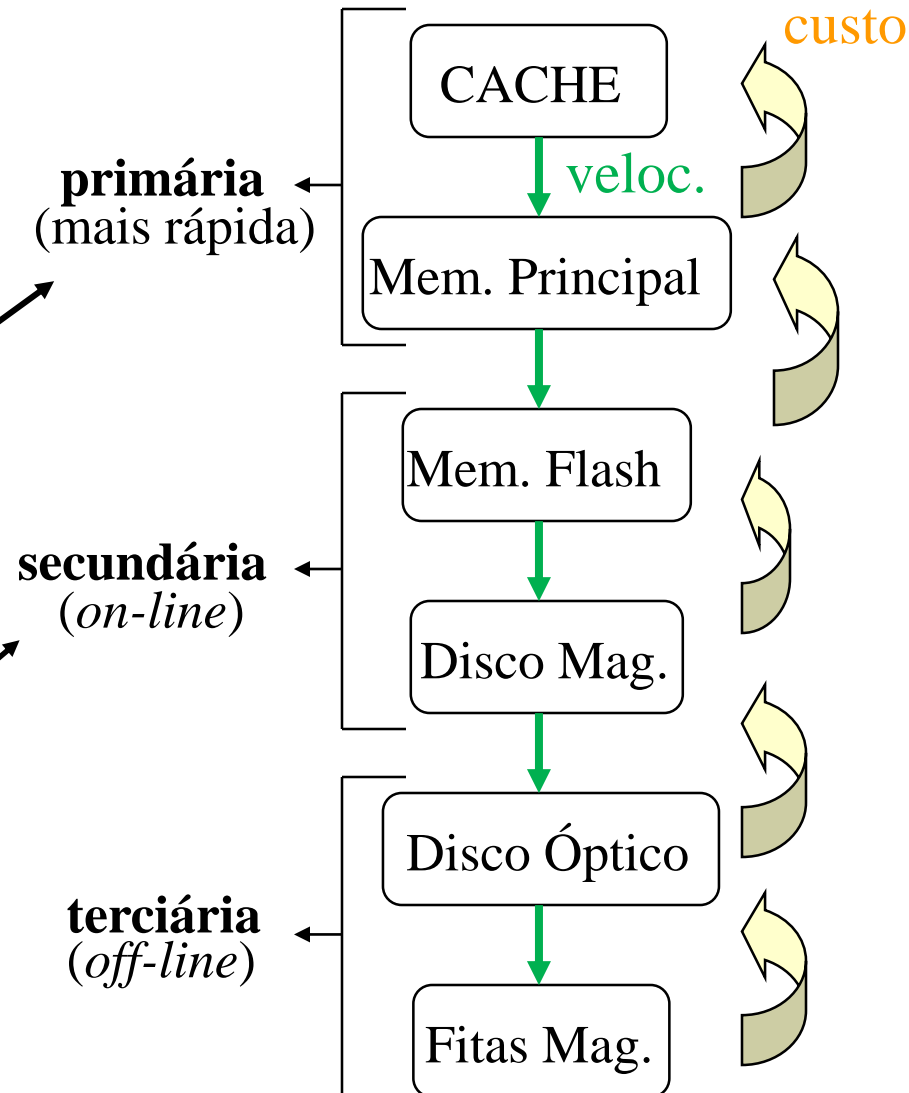 custo
CACHE
veloc.
primária
(mais rápida)
Mem. Principal
Mem. Flash
secundária
(on-line)
Disco Mag.
Disco Óptico
terciária
(off-line)
Fitas Mag.